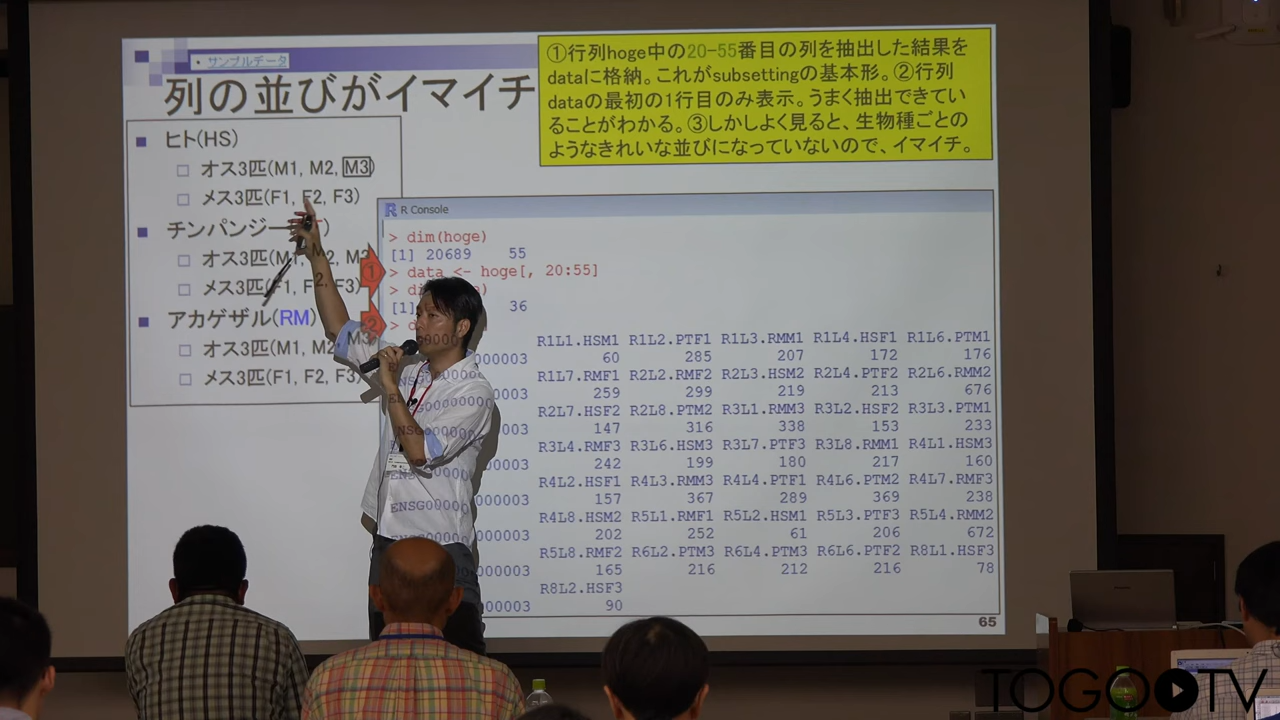 • サンプルデータ
列の並びがイマイチ
①行列hoge中の20-55番目の列を抽出した結果を
dataに格納。これがsubsettingの基本形。②行列
dataの最初の1行目のみ表示。うまく抽出できてい
ることがわかる。③しかしよく見ると、生物種ごとの
ようなきれいな並びになっていないので、イマイチ。
ヒト(HS)
オス3匹(M1, M2, M3)
メス3匹(F1, F2, F3)
チンパンジー
オス3匹(M1, M2, M3
メス3匹(F1, F2, F3)
アカゲザル(RM)
オス3匹(M1, M2, M3
メス3匹(F1, F2, F3)
R Console
> dim(hoge)
[1] 20689 55
① > data <- hoge[, 20:55]
[1] 36
②
R1L1.HSM1 R1L2.PTF1 R1L3.RMM1 R1L4.HSF1 R1L6.PTM1
000003 60 285 207 172 176
R1L7.RMF1 R2L2.RMF2 R2L3.HSM2 R2L4.PTF2 R2L6.RMM2
000003 259 299 219 213 676
R2L7.HSF2 R2L8.PTM2 R3L1.RMM3 R3L2.HSF2 R3L3.PTM1
000003 147 316 338 153 233
R3L4.RMF3 R3L6.HSM3 R3L7.PTF3 R3L8.RMM1 R4L1.HSM3
000003 242 199 180 217 160
R4L2.HSF1 R4L3.RMM3 R4L4.PTF1 R4L6.PTM2 R4L7.RMF3
ENSG00000 000003 157 367 289 369 238
R4L8.HSM2 R5L1.RMF1 R5L2.HSM1 R5L3.PTF3 R5L4.RMM2
000003 202 252 61 206 672
R5L8.RMF2 R6L2.PTM3 R6L4.PTM3 R6L6.PTF2 R8L1.HSF3
000003 165 216 212 216 78
R8L2.HSF3
000003 90
65
TOGO TV